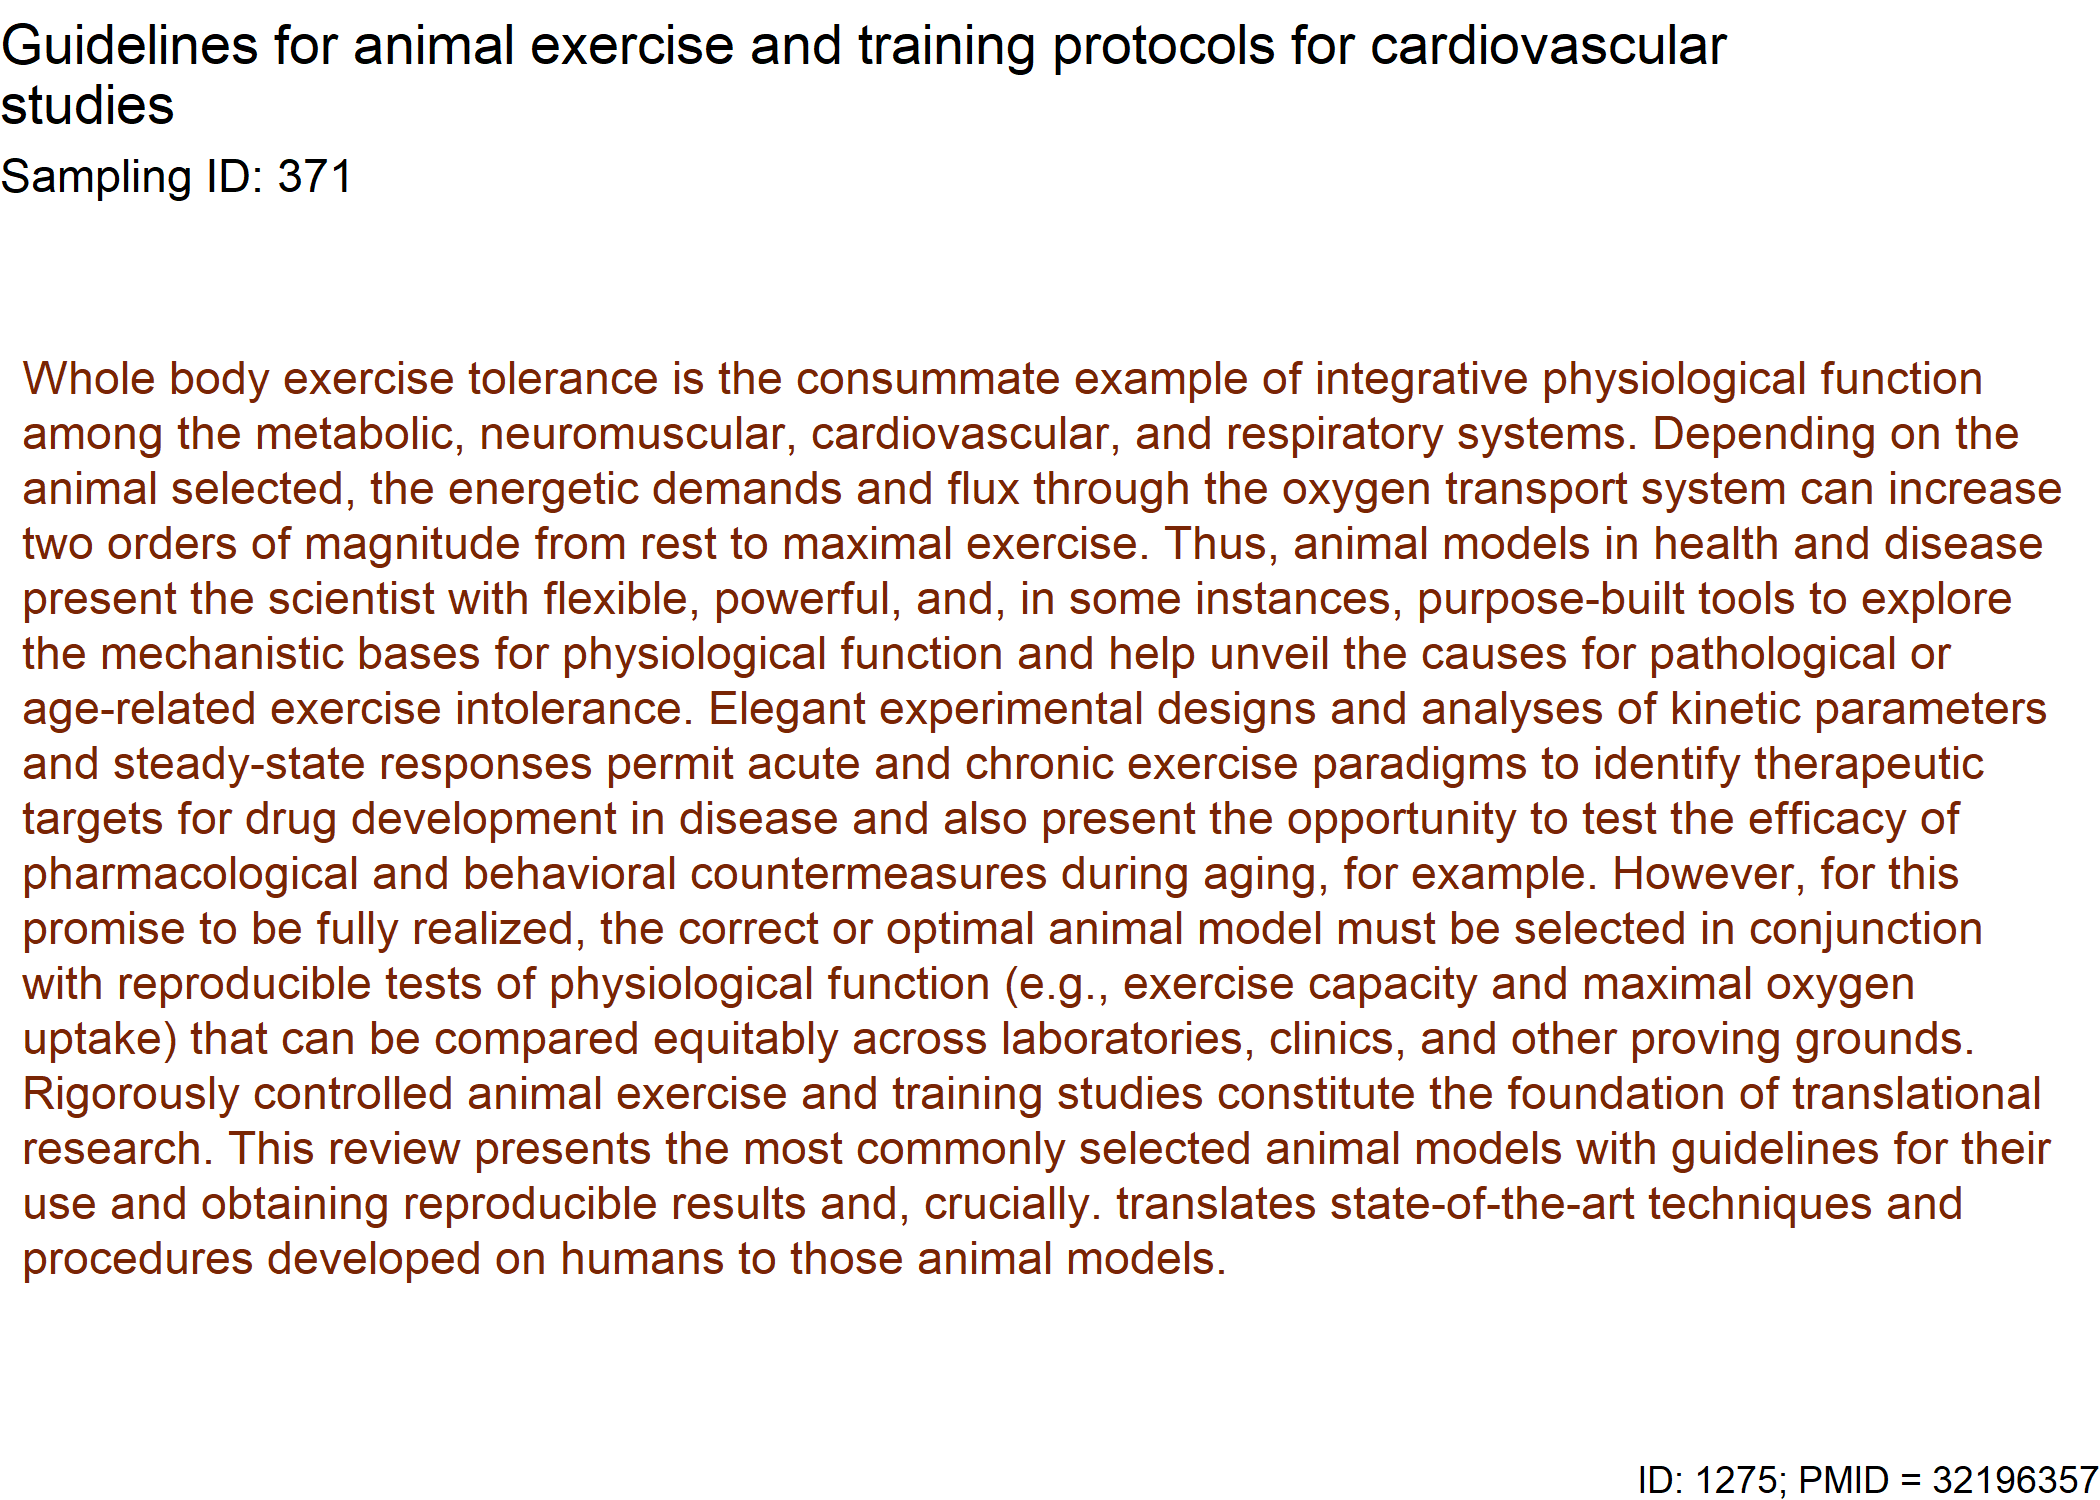 Guidelines for animal exercise and training protocols for cardiovascular
studies
Sampling ID: 371
Whole body exercise tolerance is the consummate example of integrative physiological function
among the metabolic, neuromuscular, cardiovascular, and respiratory systems. Depending on the
animal selected, the energetic demands and flux through the oxygen transport system can increase
two orders of magnitude from rest to maximal exercise. Thus, animal models in health and disease
present the scientist with flexible, powerful, and, in some instances, purpose-built tools to explore
the mechanistic bases for physiological function and help unveil the causes for pathological or
age-related exercise intolerance. Elegant experimental designs and analyses of kinetic parameters
and steady-state responses permit acute and chronic exercise paradigms to identify therapeutic
targets for drug development in disease and also present the opportunity to test the efficacy of
pharmacological and behavioral countermeasures during aging, for example. However, for this
promise to be fully realized, the correct or optimal animal model must be selected in conjunction
with reproducible tests of physiological function (e.g., exercise capacity and maximal oxygen
uptake) that can be compared equitably across laboratories, clinics, and other proving grounds.
Rigorously controlled animal exercise and training studies constitute the foundation of translational
research. This review presents the most commonly selected animal models with guidelines for their
use and obtaining reproducible results and, crucially. translates state-of-the-art techniques and
procedures developed on humans to those animal models.
ID: 1275; PMID = 32196357